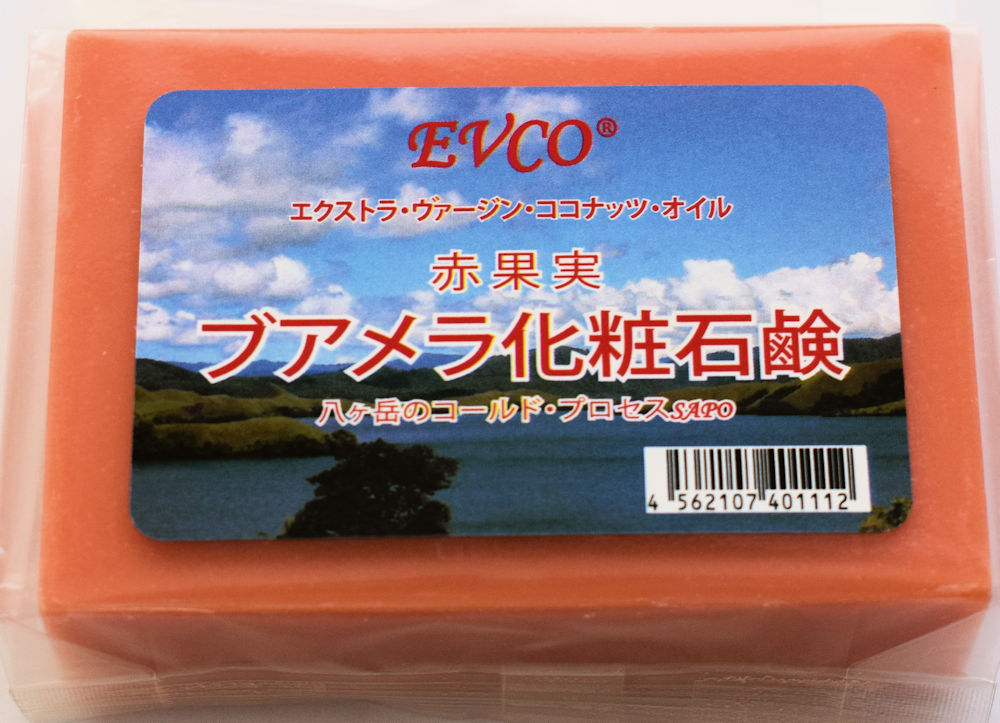 EVCO®
エクストラ・ヴァージン・ココナッツ・オイル
赤果実
ブアメラ化粧石鹸
八ヶ岳のコールド・プロセスSAPO
4 562107 401112